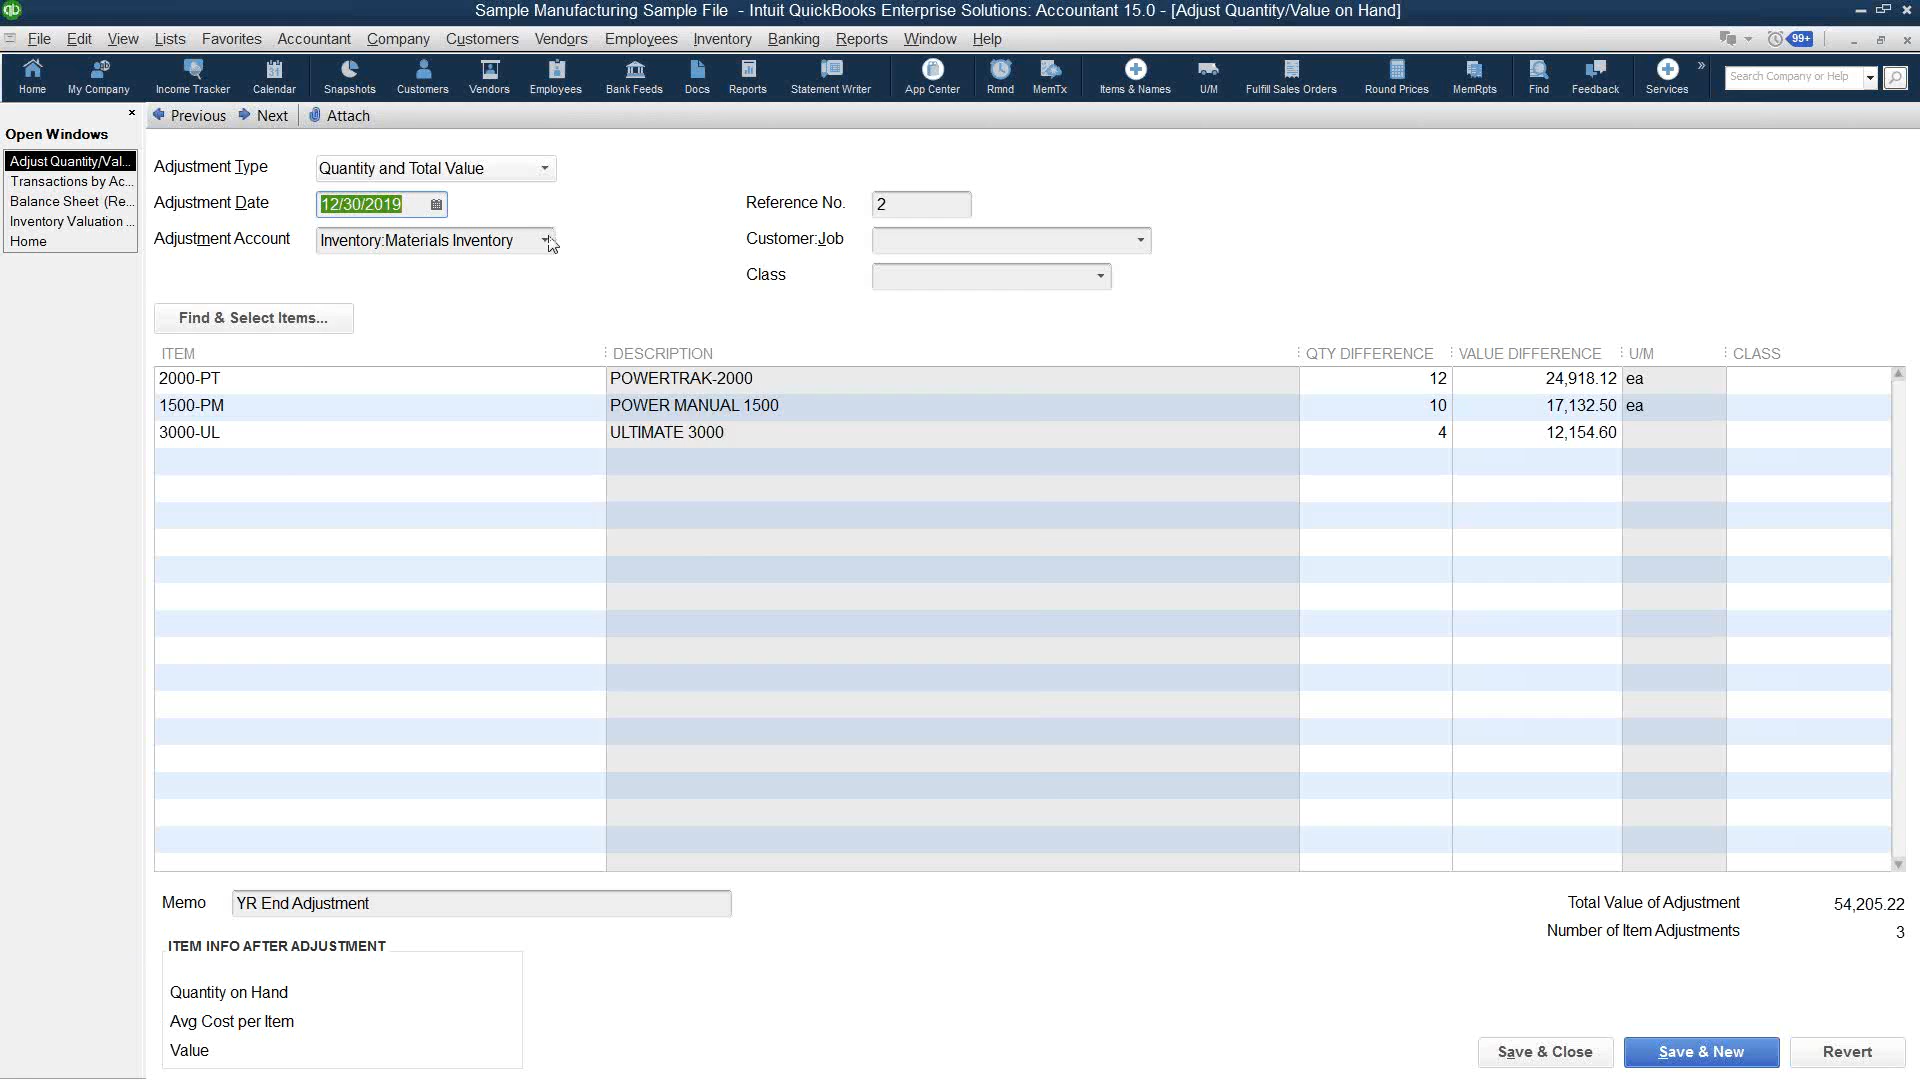 Sample Manufacturing Sample File - Intuit QuickBooks Enterprise Solutions: Accountant 15.0 - [Adjust Quantity/Value on Hand]
File Edit View Lists Favorites Accountant Company Customers Vendors Employees Inventory Banking Reports Window Help 99+
Home My Company Income Tracker Calendar Snapshots Customers Vendors Employees Bank Feeds Docs Reports Statement Writer App Center Rmnd MemTx Items & Names U/M Fulfill Sales Orders Round Prices MemRpts Find Feedback Services » Search Company or Help
Previous Next Attach
Open Windows
Adjust Quantity/Val...
Transactions by Ac...
Balance Sheet (Re...
Inventory Valuation ...
Home
Adjustment Type Quantity and Total Value
Adjustment Date 12/30/2019 Reference No. 2
Adjustment Account Inventory:Materials Inventory Customer:Job
Class
Find & Select Items...
ITEM DESCRIPTION QTY DIFFERENCE VALUE DIFFERENCE U/M CLASS
2000-PT POWERTRAK-2000 12 24,918.12 ea
1500-PM POWER MANUAL 1500 10 17,132.50 ea
3000-UL ULTIMATE 3000 4 12,154.60
Memo YR End Adjustment Total Value of Adjustment 54,205.22
Number of Item Adjustments 3
ITEM INFO AFTER ADJUSTMENT
Quantity on Hand
Avg Cost per Item
Value
Save & Close Save & New Revert